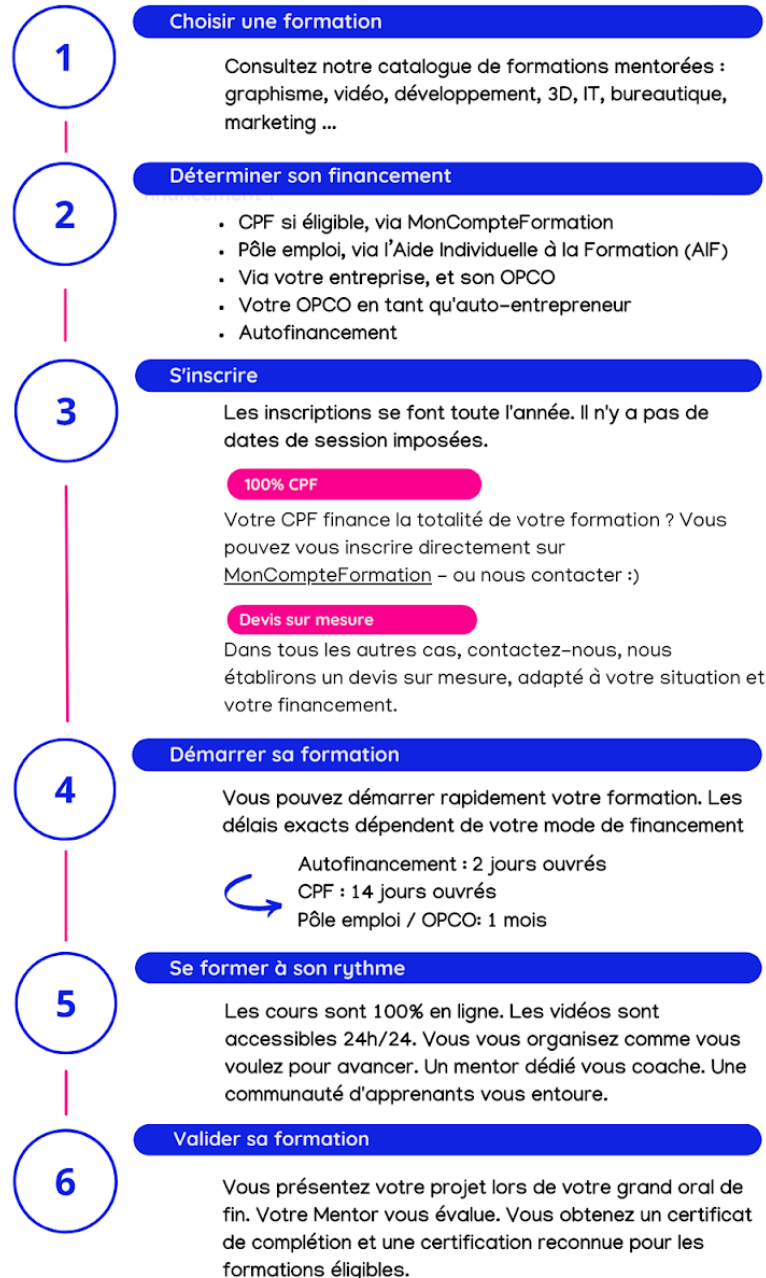 1
Choisir une formation
Consultez notre catalogue de formations mentorées :
graphisme, vidéo, développement, 3D, IT, bureautique,
marketing ...
2
Déterminer son financement
financement ?
• CPF si éligible, via MonCompteFormation
• Pôle emploi, via l'Aide Individuelle à la Formation (AIF)
• Via votre entreprise, et son OPCO
• Votre OPCO en tant qu'auto-entrepreneur
• Autofinancement
3
S'inscrire
Les inscriptions se font toute l'année. Il n'y a pas de
dates de session imposées.
100% CPF
Votre CPF finance la totalité de votre formation ? Vous
pouvez vous inscrire directement sur
MonCompteFormation - ou nous contacter :)
Devis sur mesure
Dans tous les autres cas, contactez-nous, nous
établirons un devis sur mesure, adapté à votre situation et
votre financement.
4
Démarrer sa formation
Vous pouvez démarrer rapidement votre formation. Les
délais exacts dépendent de votre mode de financement
Autofinancement : 2 jours ouvrés
CPF : 14 jours ouvrés
Pôle emploi / OPCO: 1 mois
5
Se former à son rythme
Les cours sont 100% en ligne. Les vidéos sont
accessibles 24h/24. Vous vous organisez comme vous
voulez pour avancer. Un mentor dédié vous coache. Une
communauté d'apprenants vous entoure.
6
Valider sa formation
Vous présentez votre projet lors de votre grand oral de
fin. Votre Mentor vous évalue. Vous obtenez un certificat
de complétion et une certification reconnue pour les
formations éligibles.